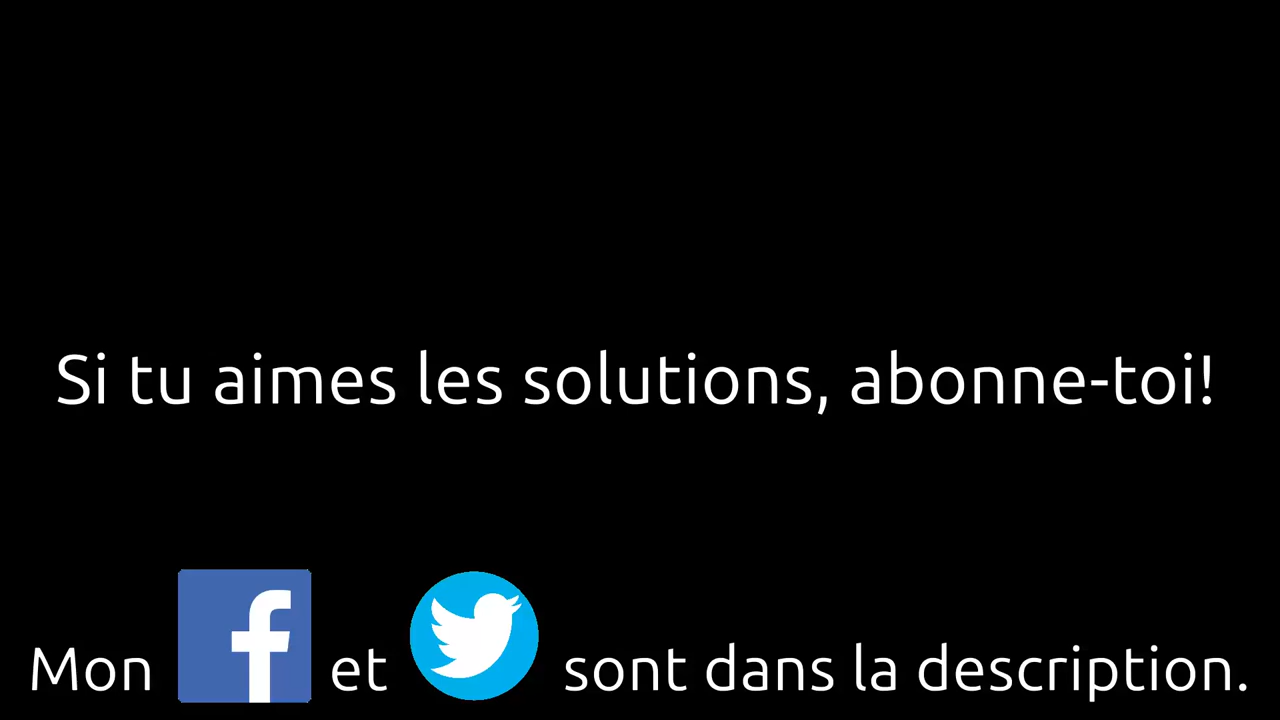 Si tu aimes les solutions, abonne-toi!
Mon f et sont dans la description.